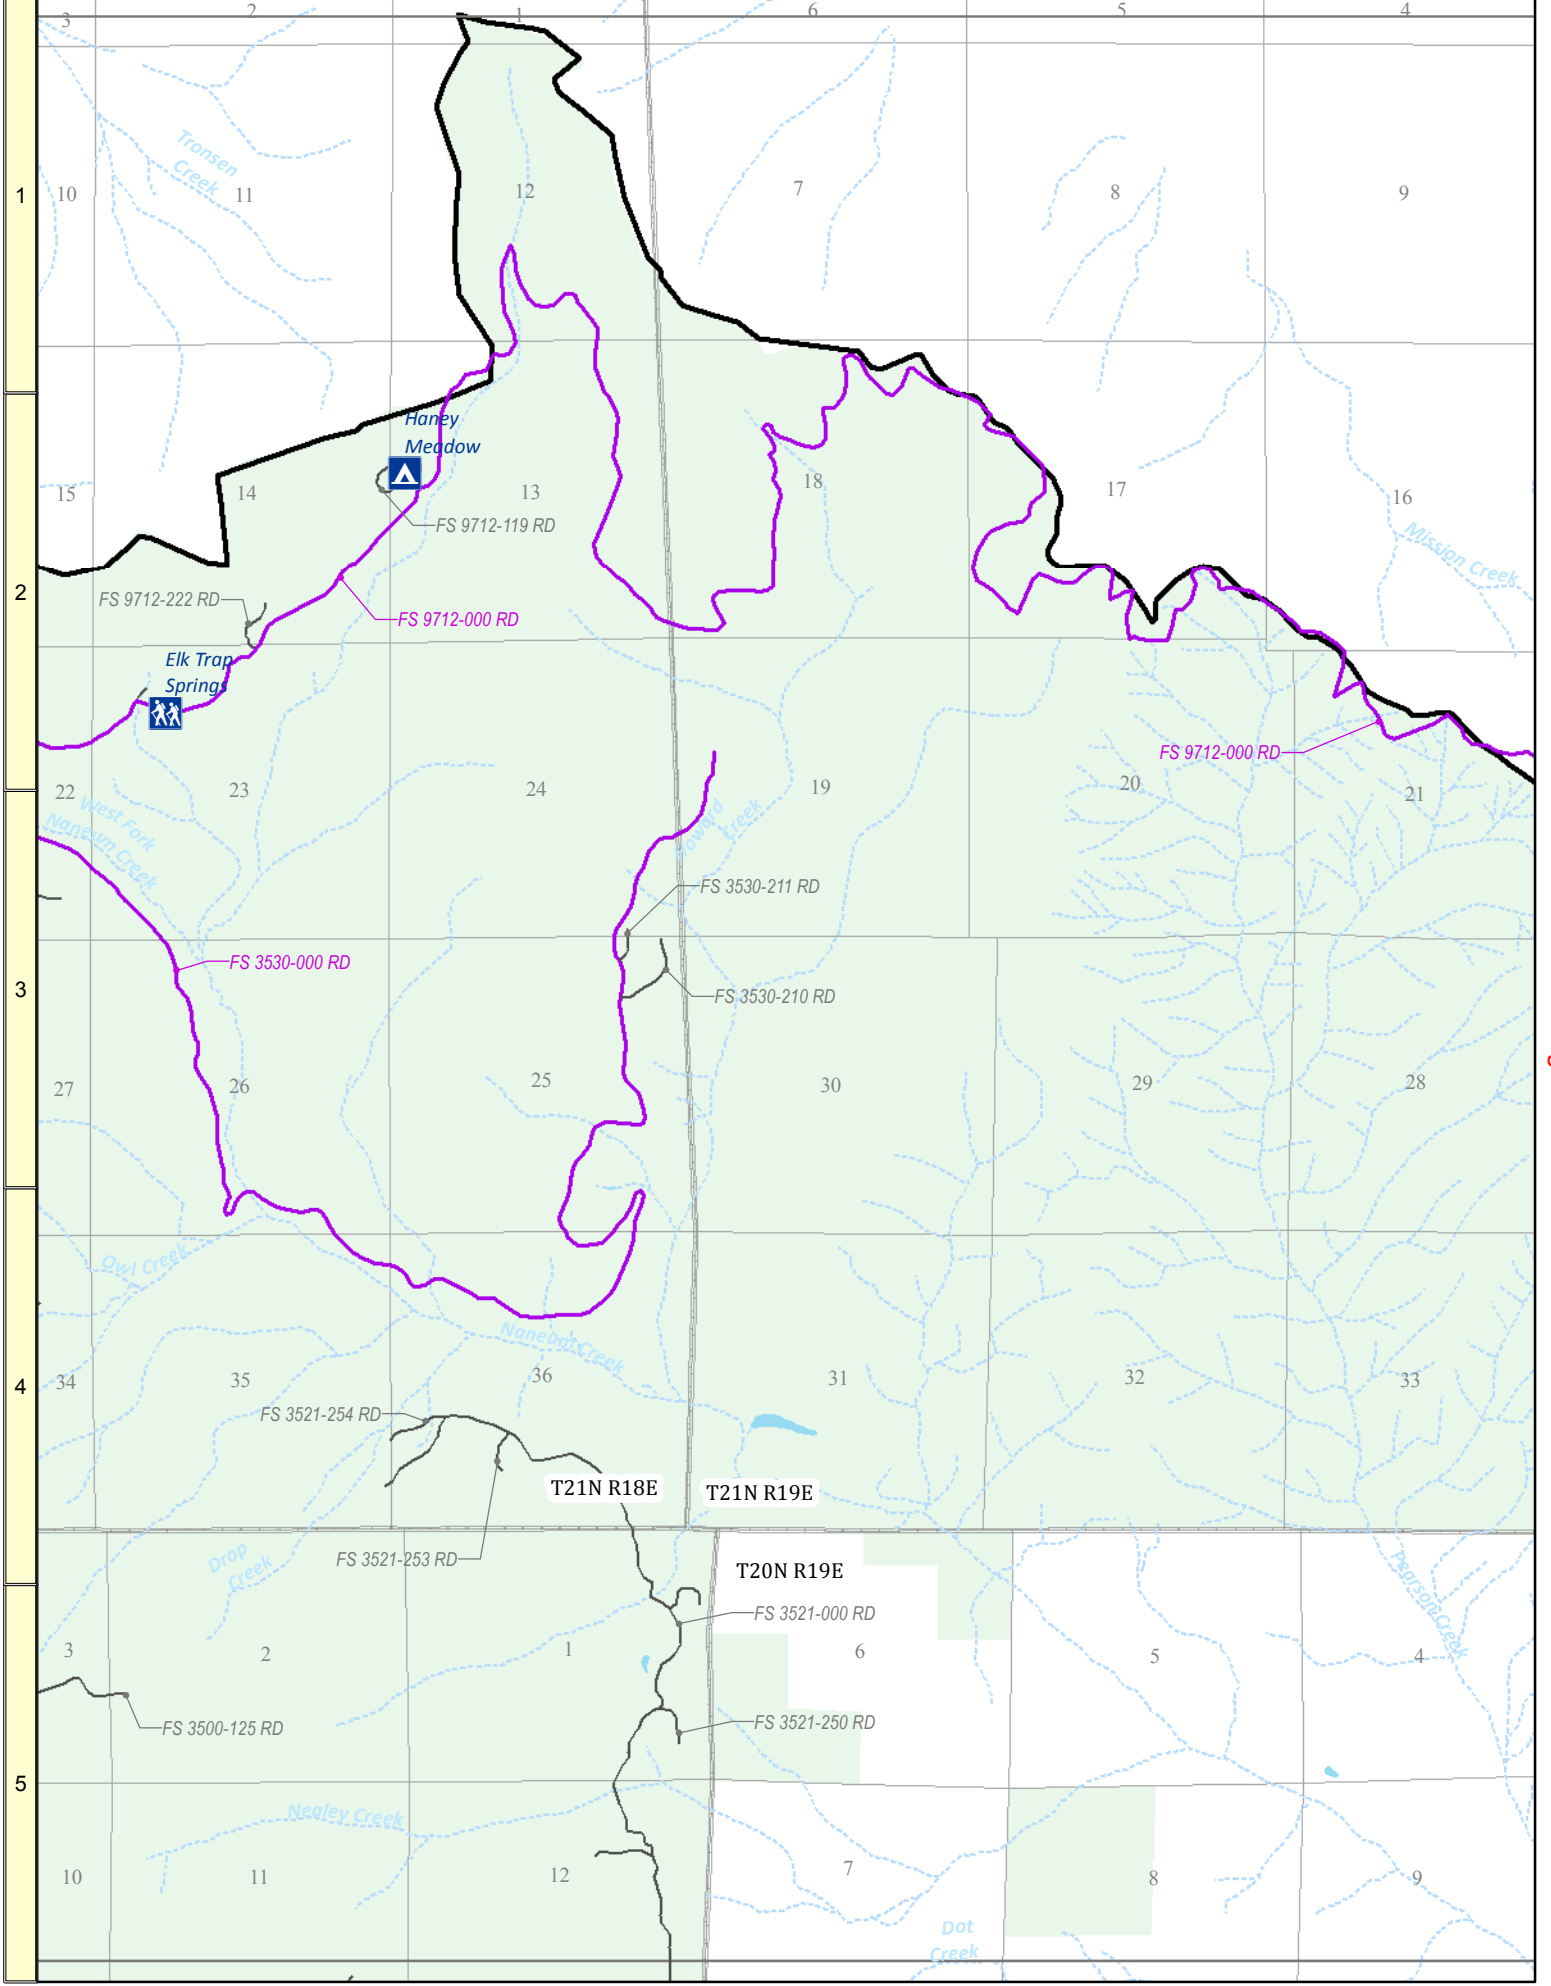 3
2
1
6
5
4
Tronsen
Creek
1
10
11
12
7
8
9
Haney
Meadow
15
14
13
18
17
16
FS 9712-119 RD
Mission Creek
2
FS 9712-222 RD
FS 9712-000 RD
Elk Trap
Springs
FS 9712-000 RD
22
23
24
19
20
21
West Fork
Naneum Creek
Howard
Creek
FS 3530-211 RD
FS 3530-000 RD
3
FS 3530-210 RD
27
26
25
30
29
28
Owl Creek
Naneum Creek
4
34
35
36
31
32
33
FS 3521-254 RD
T21N R18E
T21N R19E
FS 3521-253 RD
Drop
Creek
T20N R19E
Pearson Creek
FS 3521-000 RD
3
2
1
6
5
4
FS 3500-125 RD
FS 3521-250 RD
5
Nealey Creek
10
11
12
7
8
9
Dot
Creek